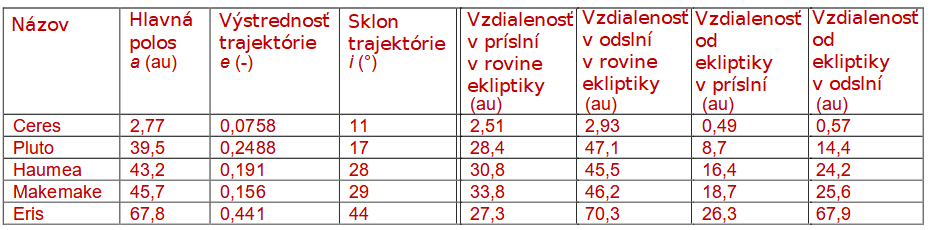 Názov Hlavná polos a (au) Výstrednosť trajektórie e (-) Sklon trajektórie i (°) Vzdialenosť v príslní v rovine ekliptiky (au) Vzdialenosť v odslní v rovine ekliptiky (au) Vzdialenosť od ekliptiky v príslní (au) Vzdialenosť od ekliptiky v odslní (au)
Ceres 2,77 0,0758 11 2,51 2,93 0,49 0,57
Pluto 39,5 0,2488 17 28,4 47,1 8,7 14,4
Haumea 43,2 0,191 28 30,8 45,5 16,4 24,2
Makemake 45,7 0,156 29 33,8 46,2 18,7 25,6
Eris 67,8 0,441 44 27,3 70,3 26,3 67,9